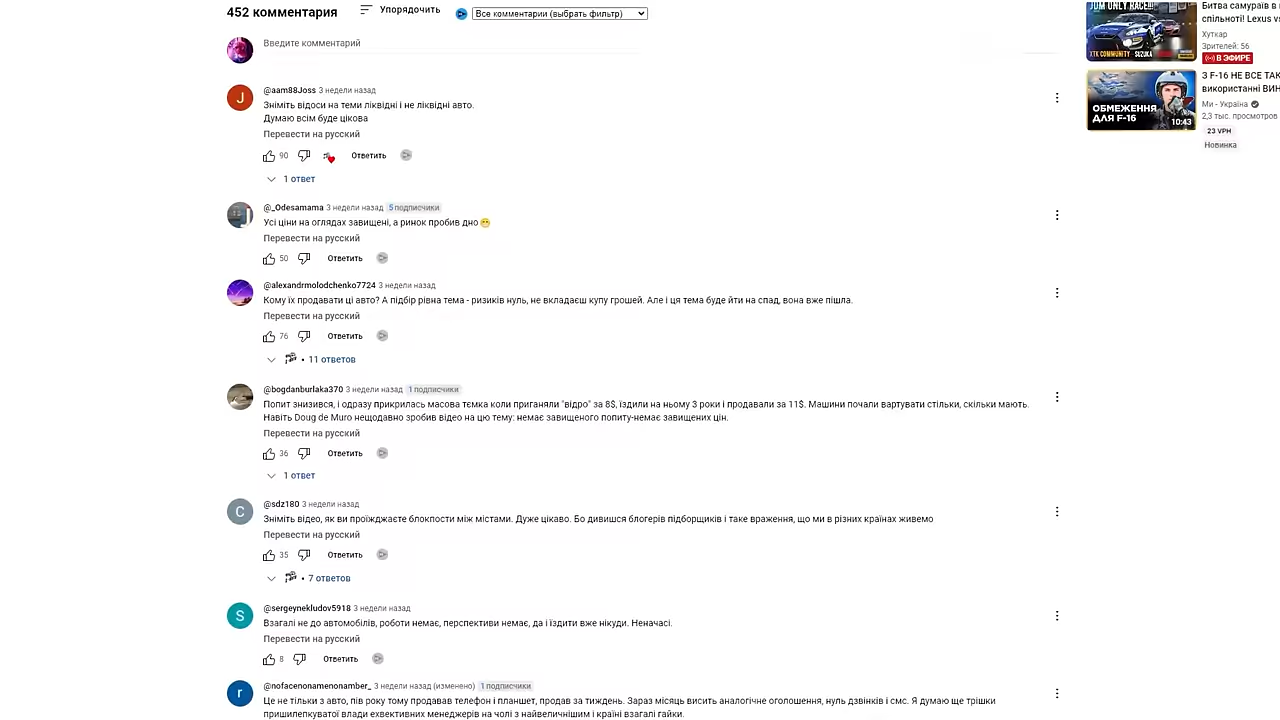 452 комментария
Упорядочить
Все комментарии (выбрать фильтр)
Введите комментарий
J
@aam88Joss 3 недели назад
Зніміть відоси на теми ліквідні і не ліквідні авто.
Думаю всім буде цікова
Перевести на русский
90
Ответить
1 ответ
@_Odesamama 3 недели назад 5 подписчики
Усі ціни на оглядах завищені, а ринок пробив дно😁
Перевести на русский
50
Ответить
@alexandrmolodchenko7724 3 недели назад
Кому їх продавати ці авто? А підбір рівна тема - ризиків нуль, не вкладаєш купу грошей. Але і ця тема буде йти на спад, вона вже пішла.
Перевести на русский
76
Ответить
• 11 ответов
@bogdanburlaka370 3 недели назад 1 подписчики
Попит знизився, і одразу прикрилась масова тємка коли приганяли "відро" за 8$, їздили на ньому 3 роки і продавали за 11$. Машини почали вартувати стільки, скільки мають.
Навіть Doug de Muro нещодавно зробив відео на цю тему: немає завищеного попиту-немає завищених цін.
Перевести на русский
36
Ответить
1 ответ
C
@sdz180 3 недели назад
Зніміть відео, як ви проїжджаєте блокпости між містами. Дуже цікаво. Бо дивишся блогерів підборщиків і таке враження, що ми в різних країнах живемо
Перевести на русский
35
Ответить
• 7 ответов
S
@sergeynekludov5918 3 недели назад
Взагалі не до автомобілів, роботи немає, перспективи немає, да і їздити вже нікуди. Неначасі.
Перевести на русский
8
Ответить
r
@nofacenonamenonamber_ 3 недели назад (изменено) 1 подписчики
Це не тільки з авто, пів року тому продавав телефон і планшет, продав за тиждень. Зараз місяць висить аналогічне оголошення, нуль дзвінків і смс. Я думаю ще трішки
пришилепкуватої влади ехвективних менеджерів на чолі з найвеличнішим і країні взагалі гайки.
JDM ONLY RACE!!!
XTK COMMUNITY
SUZUKA
Битва самураїв в
спільноті! Lexus vs
Хуткар
Зрителей: 56
В ЭФИРЕ
ОБМЕЖЕННЯ
ДЛЯ F-16
10:43
З F-16 НЕ ВСЕ ТАК
використанні ВИН
Ми - Україна
2,3 тыс. просмотров
23 VPH
Новинка